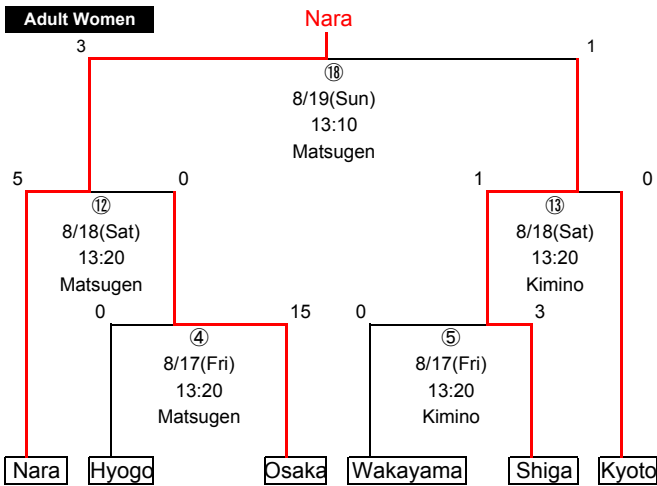 Adult Women
Nara
3
1
⑱
8/19(Sun)
13:10
Matsugen
5
0
1
0
⑫
8/18(Sat)
13:20
Matsugen
⑬
8/18(Sat)
13:20
Kimino
0
15
0
3
④
8/17(Fri)
13:20
Matsugen
⑤
8/17(Fri)
13:20
Kimino
Nara
Hyogo
Osaka
Wakayama
Shiga
Kyoto